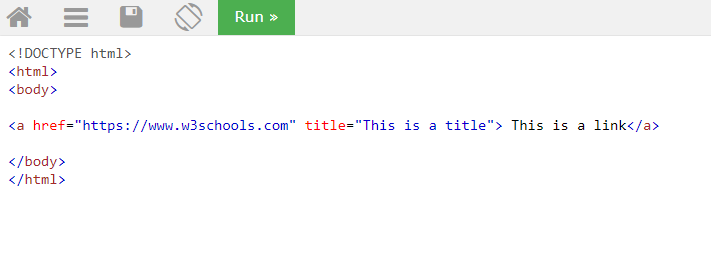 Run »
<!DOCTYPE html>
<html>
<body>
<a href="https://www.w3schools.com" title="This is a title"> This is a link</a>
</body>
</html>